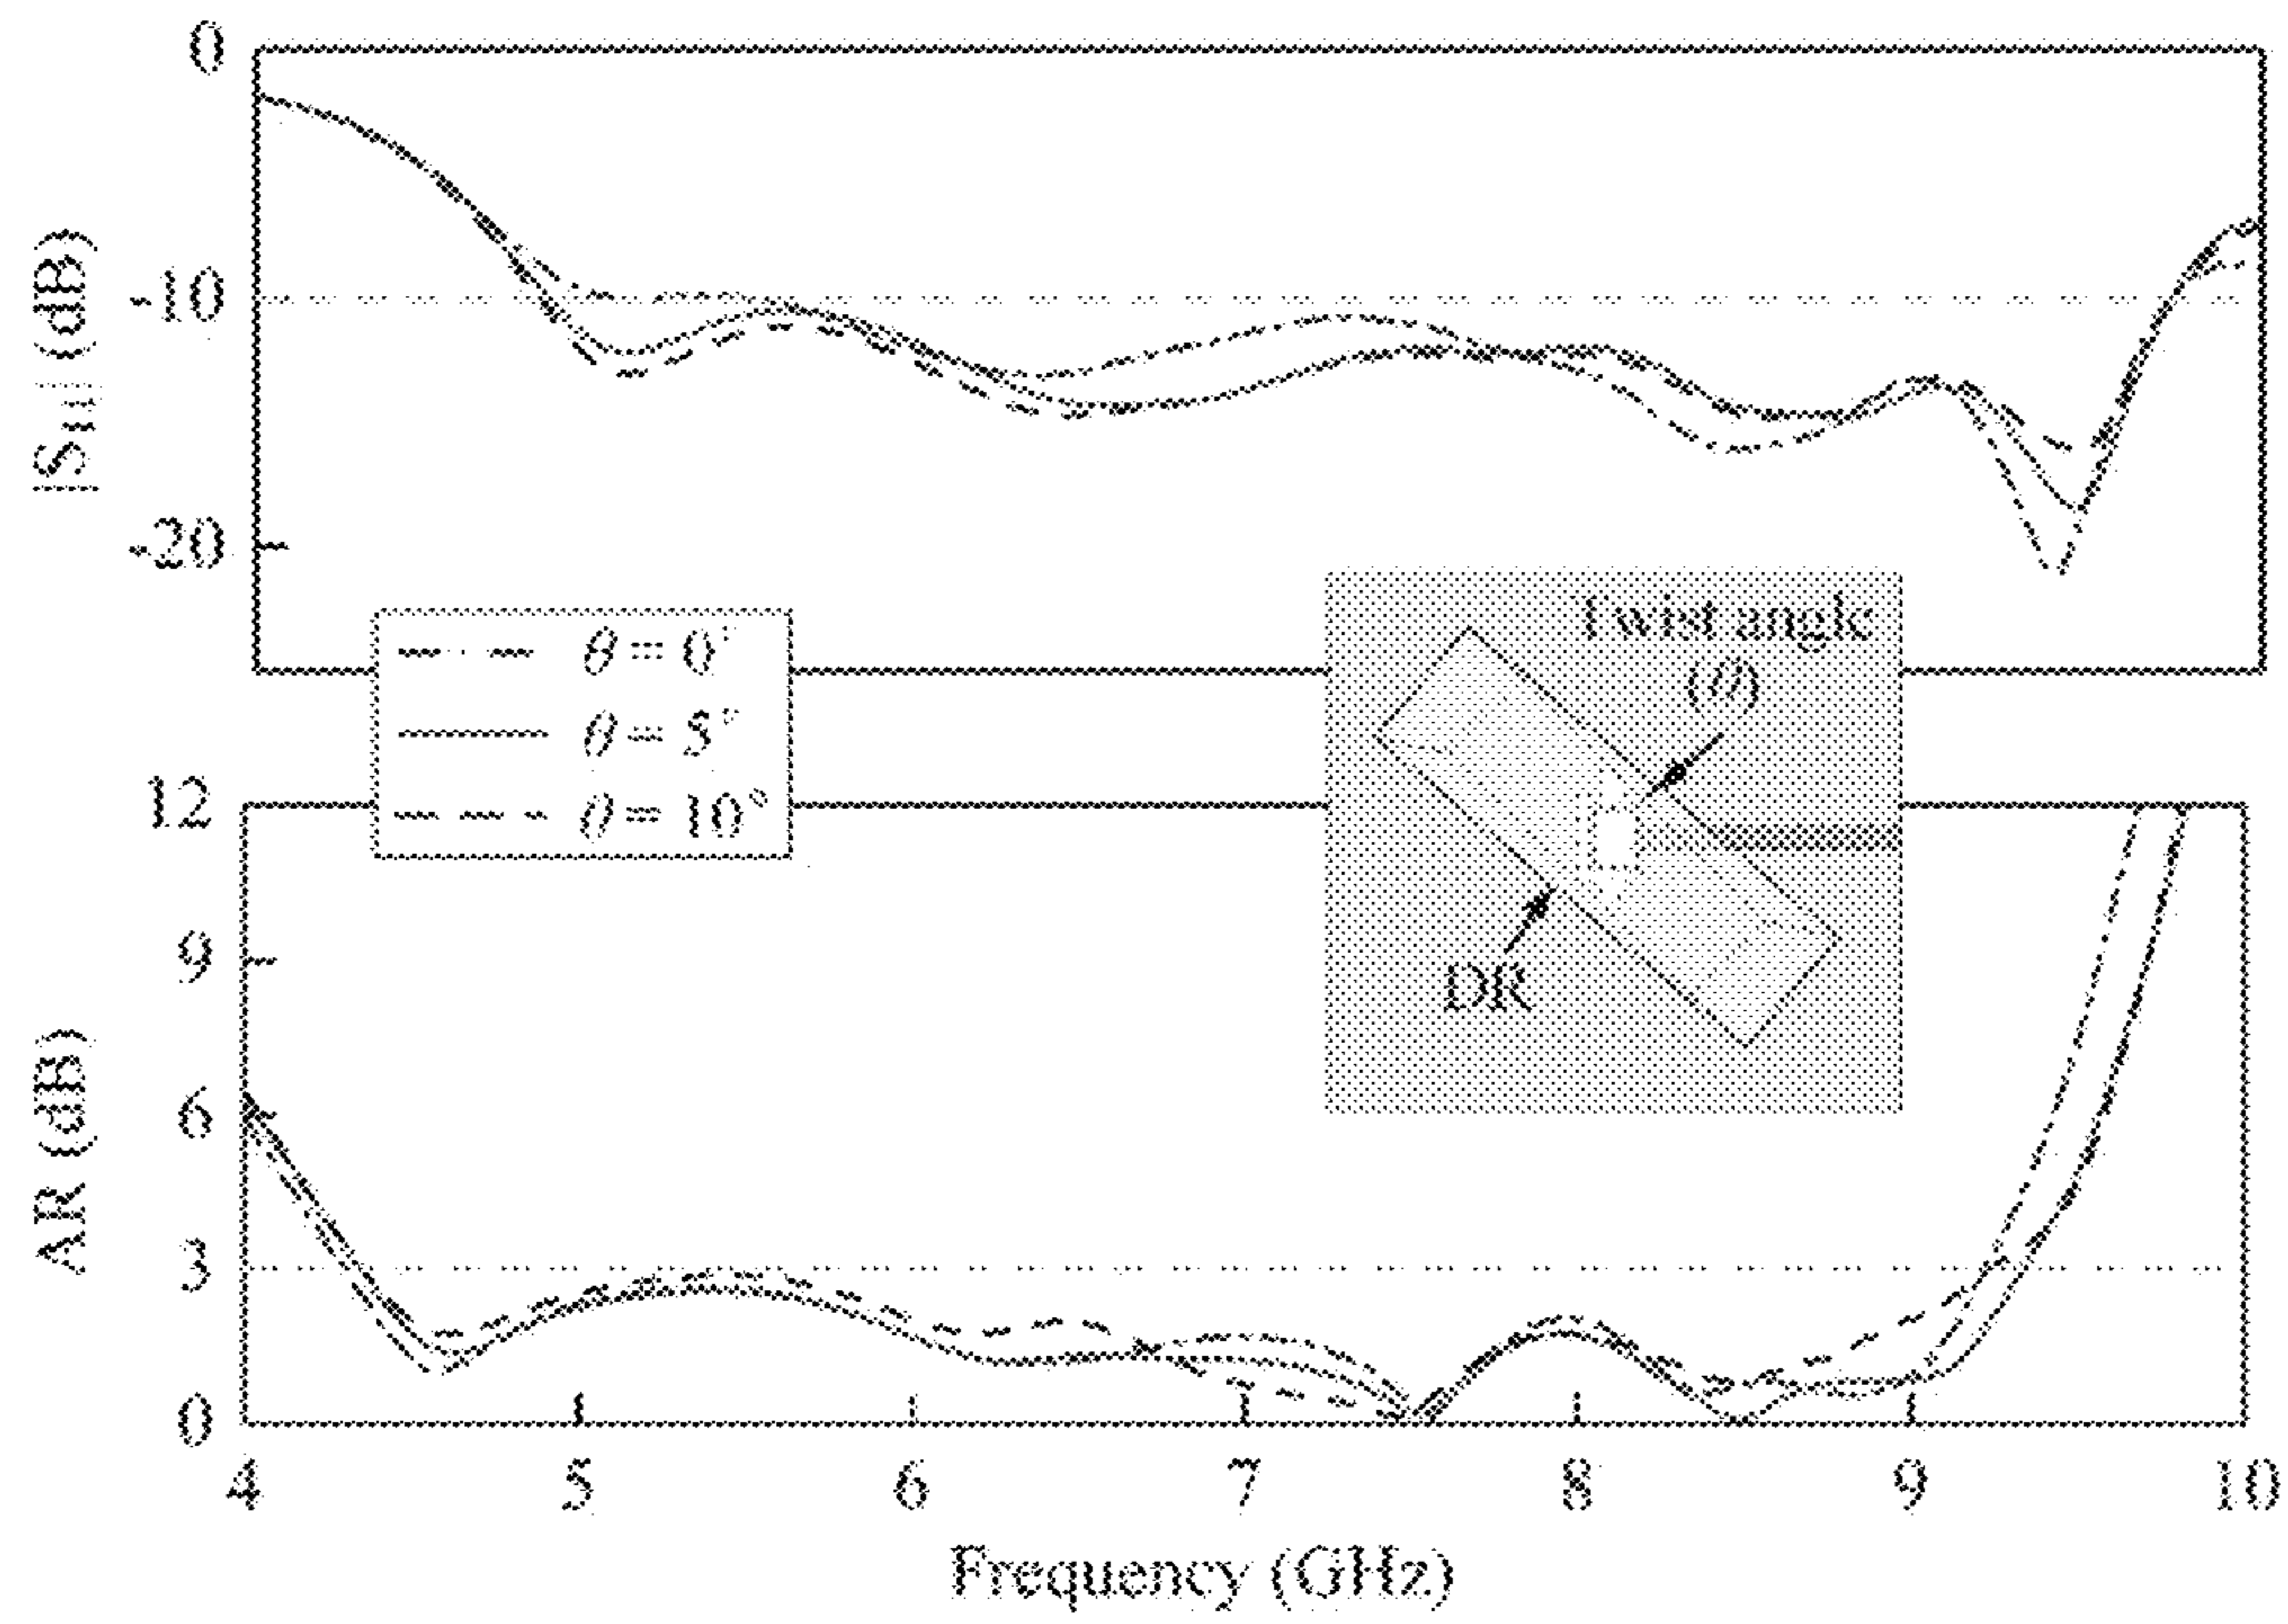 0
-10
-20
|S₁₁| (dB)
θ = 0°
θ = 5°
θ = 10°
Twist angle
(θ)
DR
12
9
6
3
0
AR (dB)
4 5 6 7 8 9 10
Frequency (GHz)